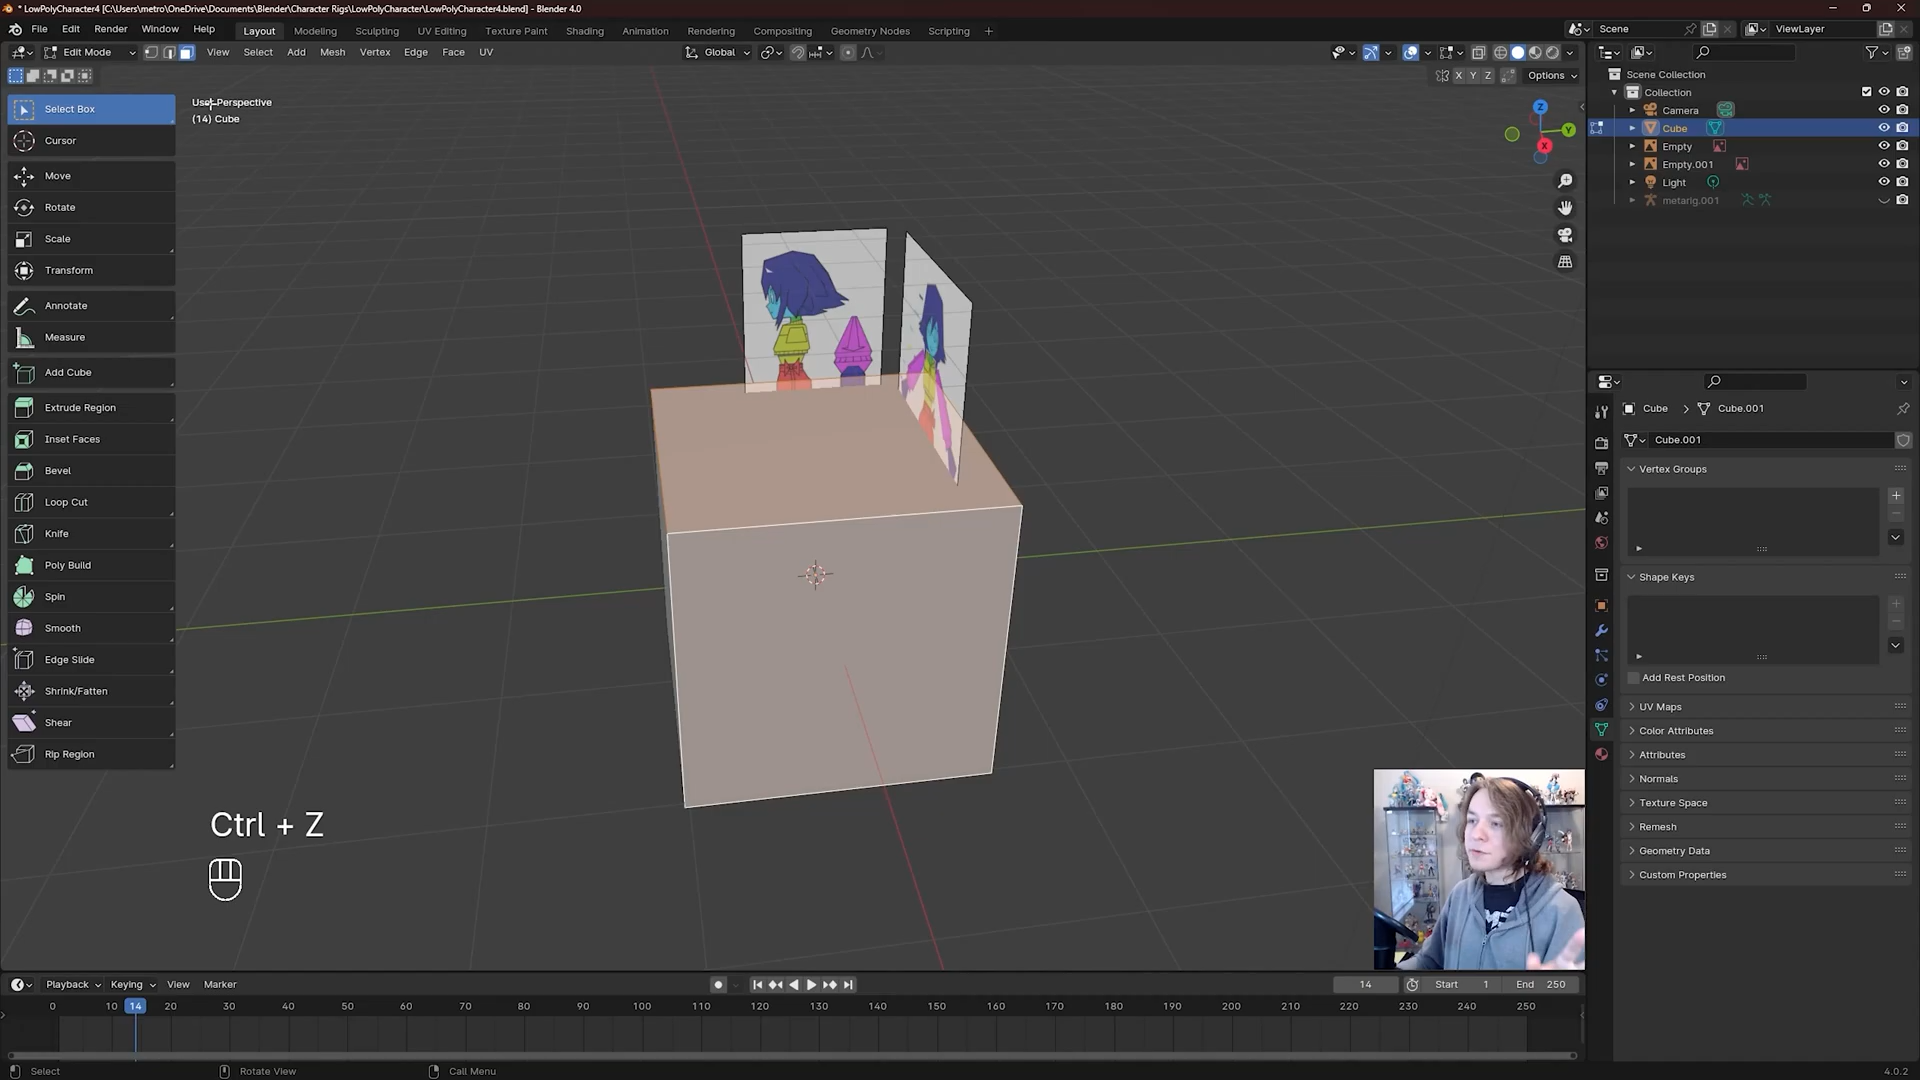 * LowPolyCharacter4 [C:\Users\metro\OneDrive\Documents\Blender\Character Rigs\LowPolyCharacter\LowPolyCharacter4.blend] - Blender 4.0
File Edit Render Window Help Layout Modeling Sculpting UV Editing Texture Paint Shading Animation Rendering Compositing Geometry Nodes Scripting + Scene ViewLayer
Edit Mode View Select Add Mesh Vertex Edge Face UV Global
X Y Z Options
User Perspective
(14) Cube
Select Box
Cursor
Move
Rotate
Scale
Transform
Annotate
Measure
Add Cube
Extrude Region
Inset Faces
Bevel
Loop Cut
Knife
Poly Build
Spin
Smooth
Edge Slide
Shrink/Fatten
Shear
Rip Region
Z
Y
X
Ctrl + Z
Scene Collection
Collection
Camera
Cube
Empty
Empty.001
Light
metarig.001
Cube > Cube.001
Cube.001
Vertex Groups
Shape Keys
Add Rest Position
UV Maps
Color Attributes
Attributes
Normals
Texture Space
Remesh
Geometry Data
Custom Properties
Playback Keying View Marker 14 Start 1 End 250
0 10 14 20 30 40 50 60 70 80 90 100 110 120 130 140 150 160 170 180 190 200 210 220 230 240 250
Select Rotate View Call Menu 4.0.2